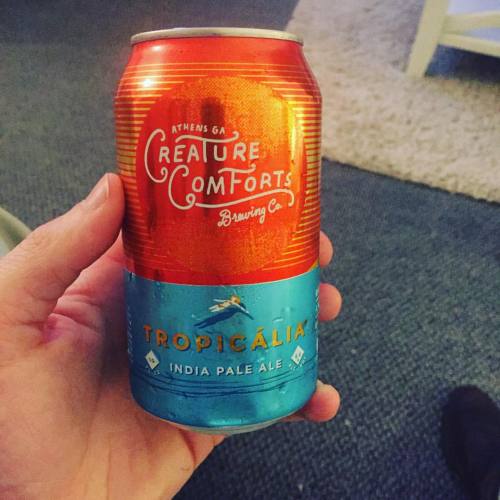 ATHENS GA
CREATURE
COMFORTS
Brewing Co.
TROPICÁLIA
INDIA PALE ALE